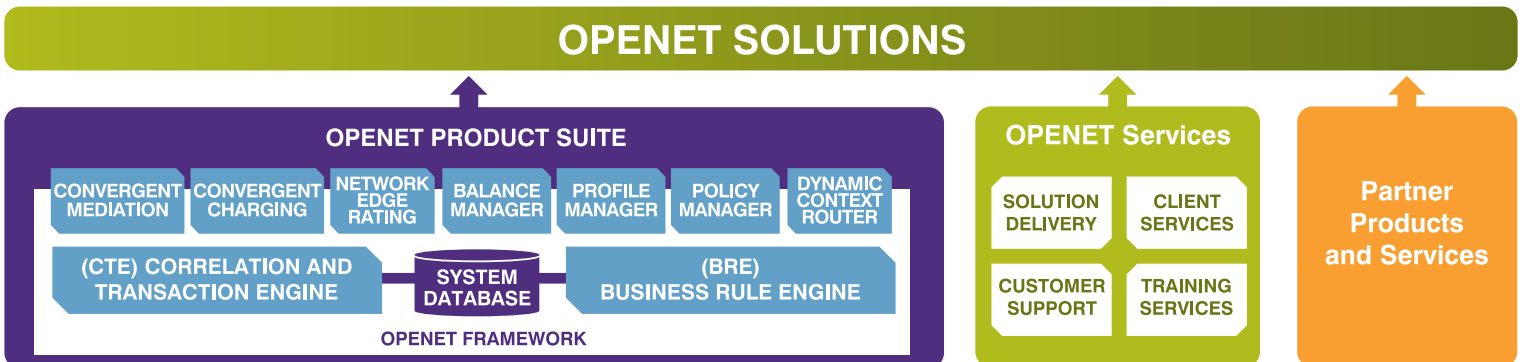 OPENET SOLUTIONS
OPENET PRODUCT SUITE
CONVERGENT
MEDIATION
CONVERGENT
CHARGING
NETWORK
EDGE
RATING
BALANCE
MANAGER
PROFILE
MANAGER
POLICY
MANAGER
DYNAMIC
CONTEXT
ROUTER
(CTE) CORRELATION AND
TRANSACTION ENGINE
SYSTEM
DATABASE
(BRE)
BUSINESS RULE ENGINE
OPENET FRAMEWORK
OPENET Services
SOLUTION
DELIVERY
CLIENT
SERVICES
CUSTOMER
SUPPORT
TRAINING
SERVICES
Partner
Products
and Services